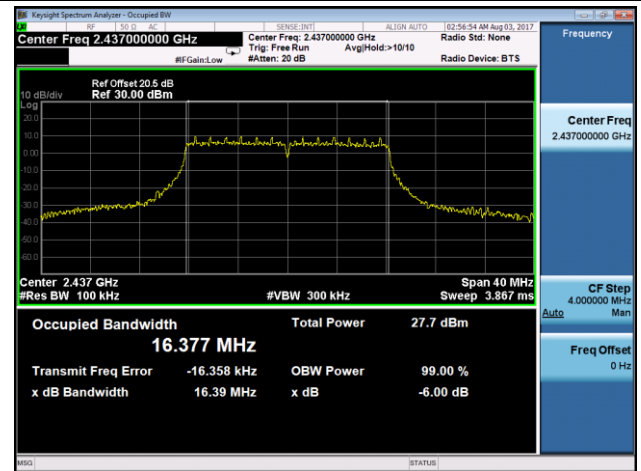 Keysight Spectrum Analyzer - Occupied BW
RF 50 Ω AC SENSE:INT ALIGN AUTO 02:56:54 AM Aug 03, 2017
Center Freq 2.437000000 GHz Center Freq: 2.437000000 GHz Radio Std: None
Trig: Free Run Avg|Hold:>10/10
#IFGain:Low #Atten: 20 dB Radio Device: BTS
Frequency
Ref Offset 20.5 dB
10 dB/div Ref 30.00 dBm
Log
20.0
10.0
0.00
-10.0
-20.0
-30.0
-40.0
-50.0
-60.0
Center 2.437 GHz Span 40 MHz
#Res BW 100 kHz #VBW 300 kHz Sweep 3.867 ms
Occupied Bandwidth Total Power 27.7 dBm
16.377 MHz
Transmit Freq Error -16.358 kHz OBW Power 99.00 %
x dB Bandwidth 16.39 MHz x dB -6.00 dB
Center Freq
2.437000000 GHz
CF Step
4.000000 MHz
Auto Man
Freq Offset
0 Hz
MSG STATUS